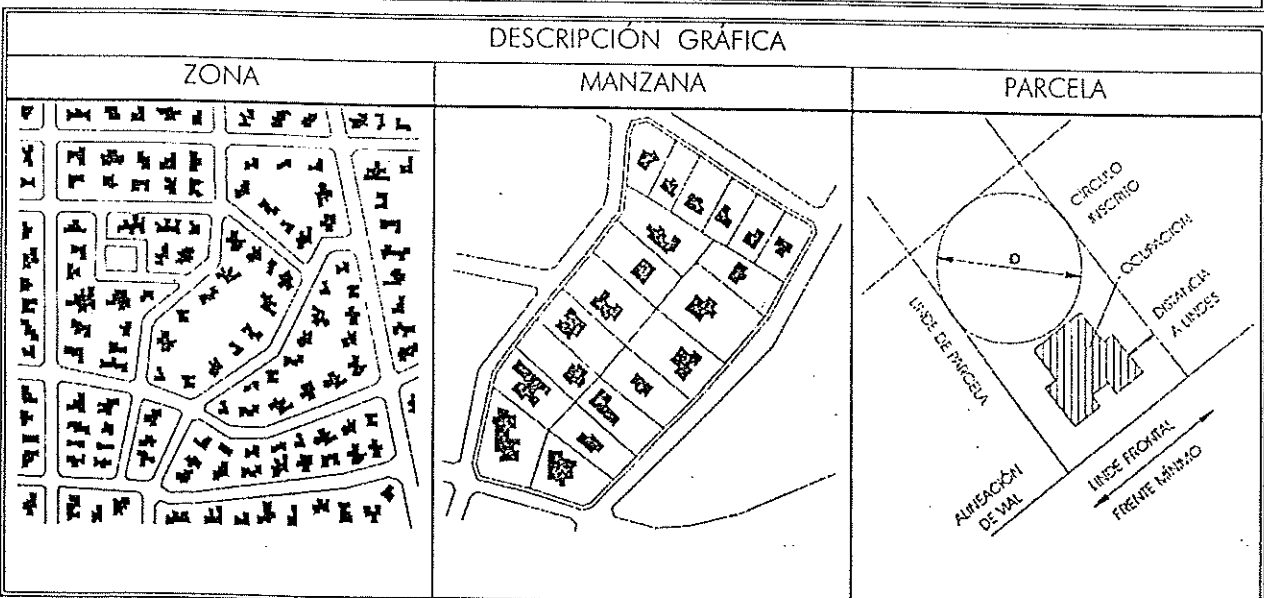 DESCRIPCIÓN GRÁFICA
ZONA
MANZANA
PARCELA
CÍRCULO
INSCRITO
OCUPACIÓN
DISTANCIA
A LINDES
D
LINDE DE PARCELA
ALINEACIÓN
DE VIAL
LINDE FRONTAL
FRENTE MÍNIMO